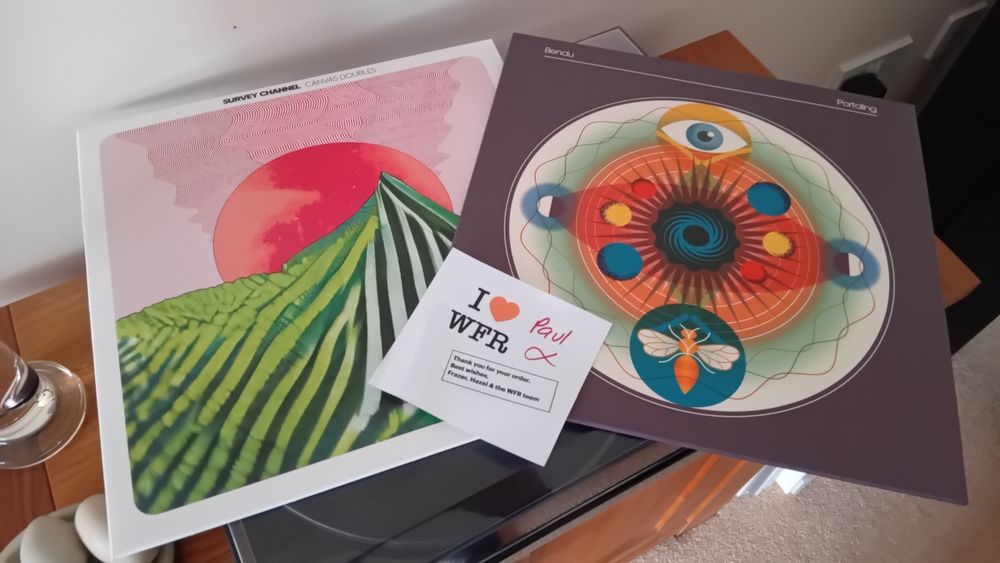 SURVEY CHANNEL CANVAS DOUBLES
Bendu
Portaling
I ❤ Paul
WFR
Thank you for your order.
Best wishes,
Frazer, Hazel & the WFR team